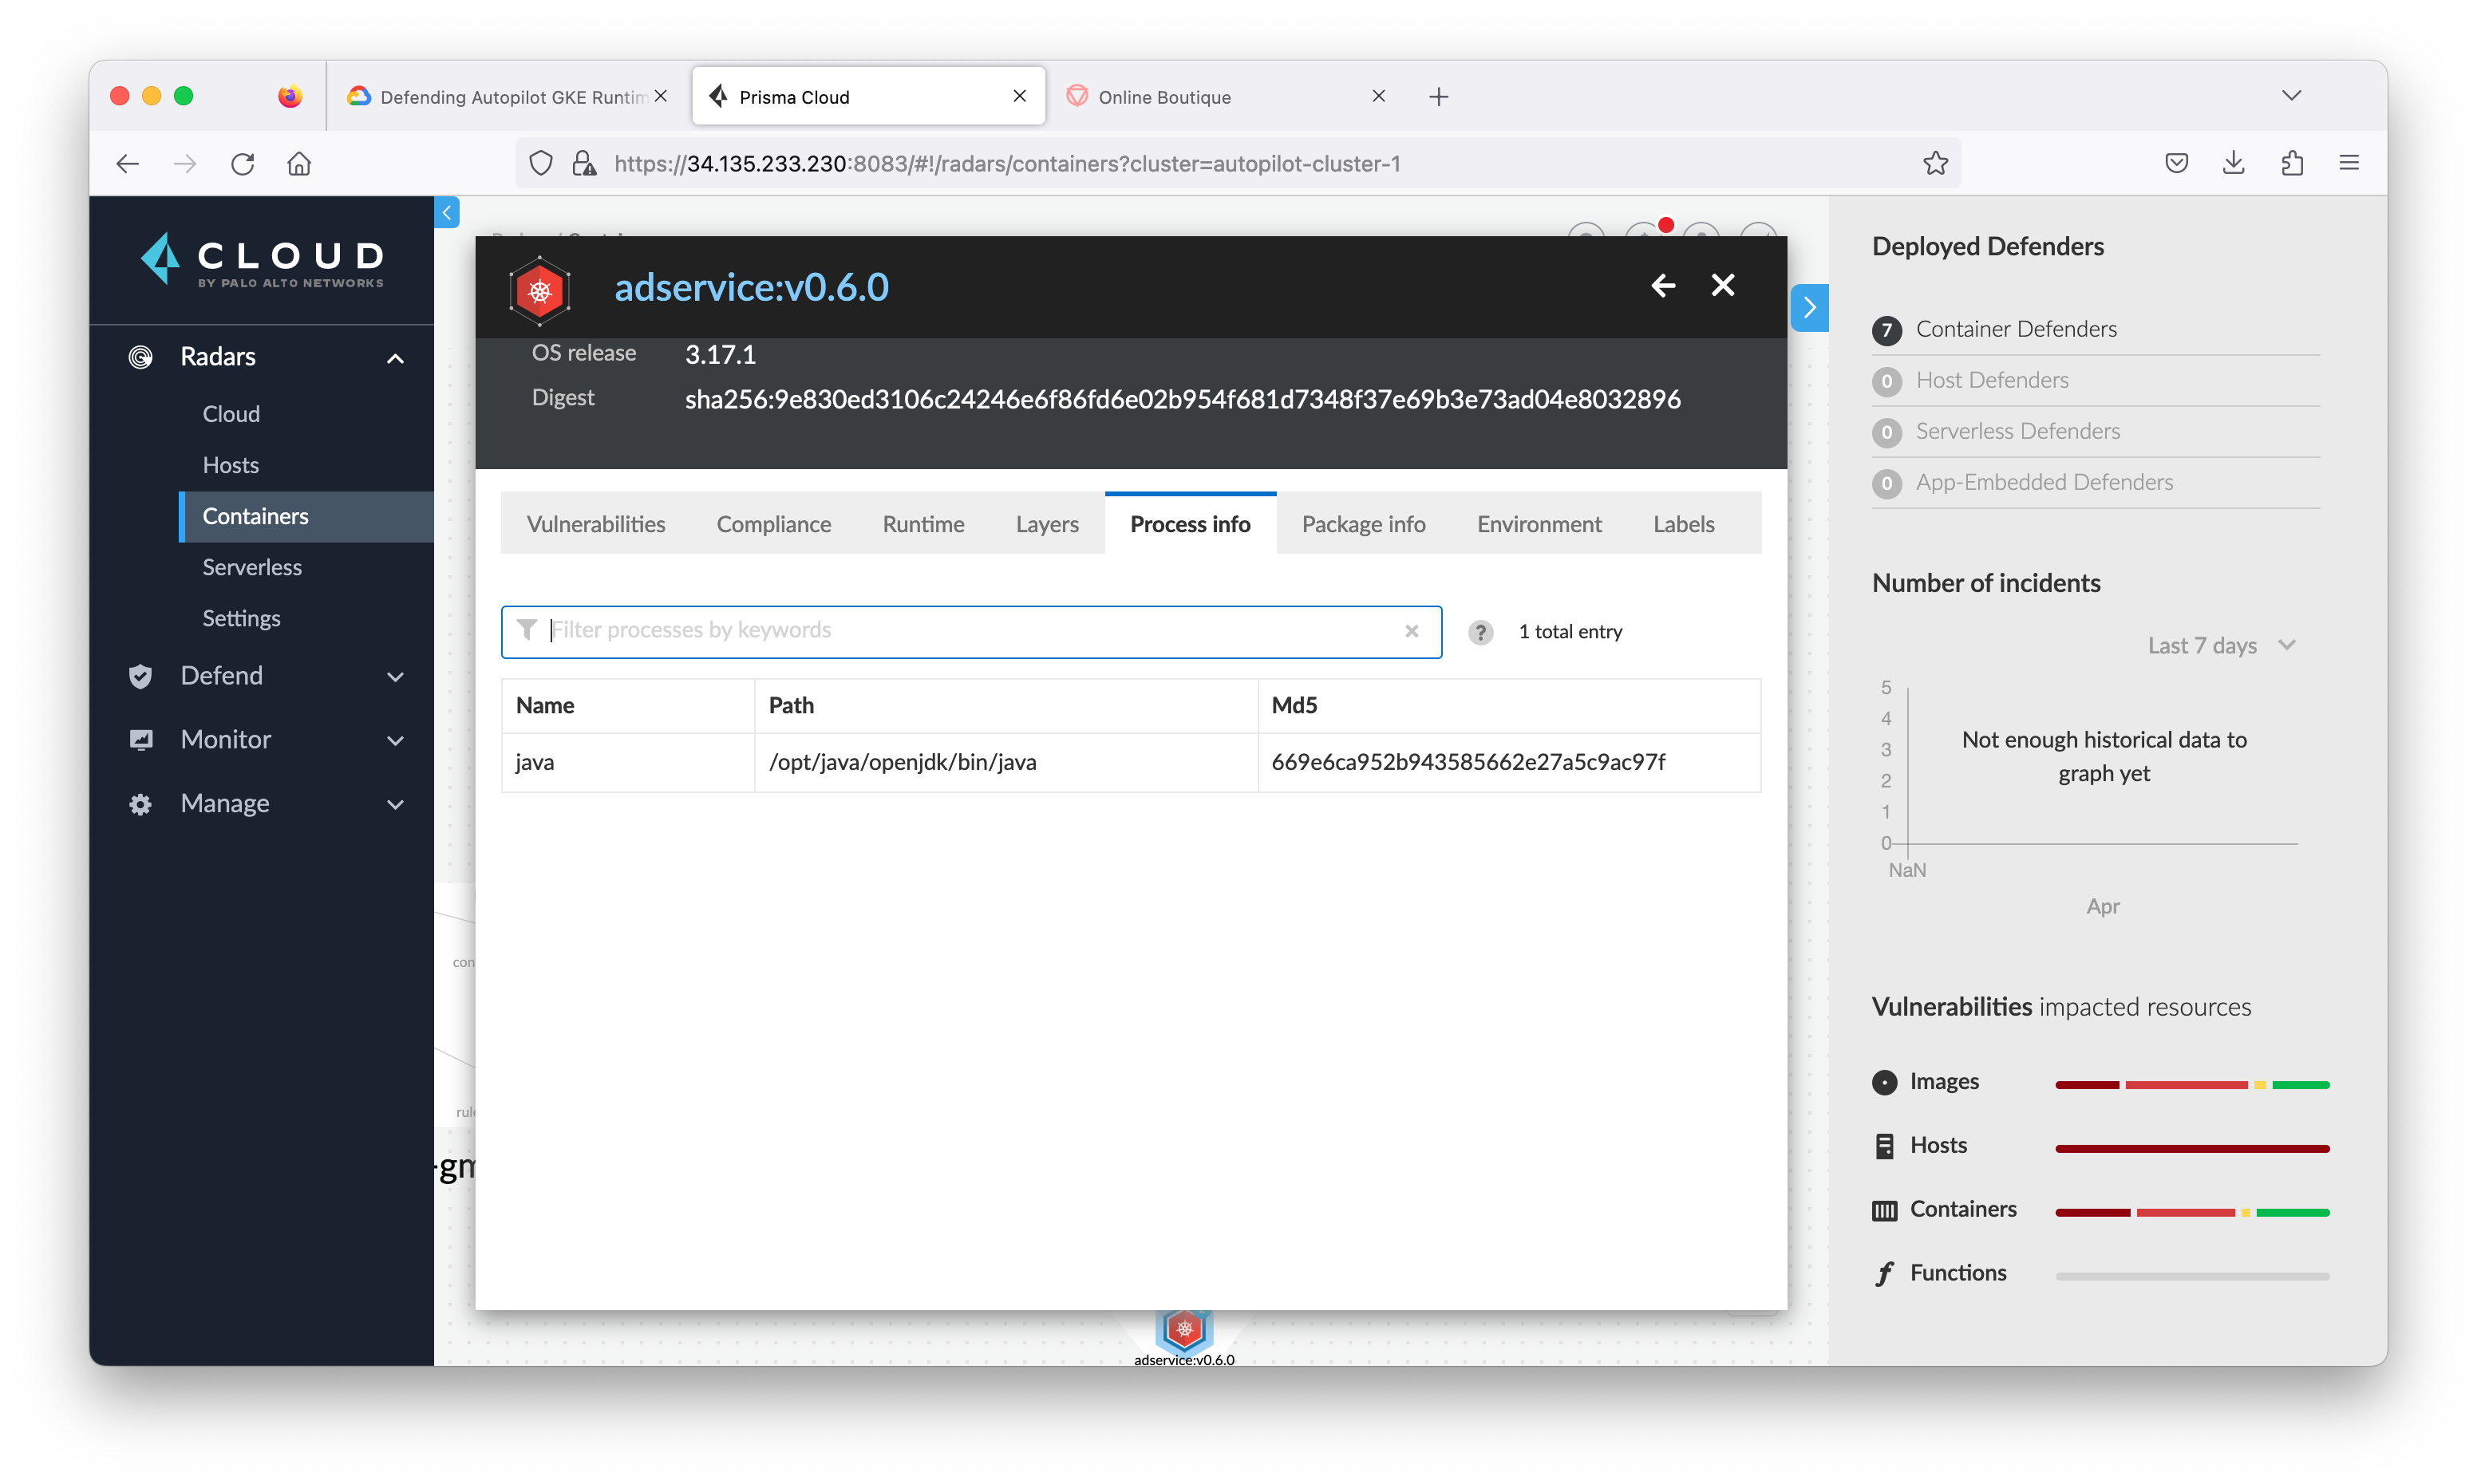 Defending Autopilot GKE Runtim
Prisma Cloud
Online Boutique
https://34.135.233.230:8083/#!/radars/containers?cluster=autopilot-cluster-1
CLOUD
BY PALO ALTO NETWORKS
Radars
Cloud
Hosts
Containers
Serverless
Settings
Defend
Monitor
Manage
adservice:v0.6.0
OS release 3.17.1
Digest sha256:9e830ed3106c24246e6f86fd6e02b954f681d7348f37e69b3e73ad04e8032896
Vulnerabilities Compliance Runtime Layers Process info Package info Environment Labels
Filter processes by keywords
? 1 total entry
Name Path Md5
java /opt/java/openjdk/bin/java 669e6ca952b943585662e27a5c9ac97f
con
rule
-gm
adservice:v0.6.0
Deployed Defenders
7 Container Defenders
0 Host Defenders
0 Serverless Defenders
0 App-Embedded Defenders
Number of incidents
Last 7 days
5
4
3
2
1
0
Not enough historical data to
graph yet
NaN
Apr
Vulnerabilities impacted resources
Images
Hosts
Containers
Functions